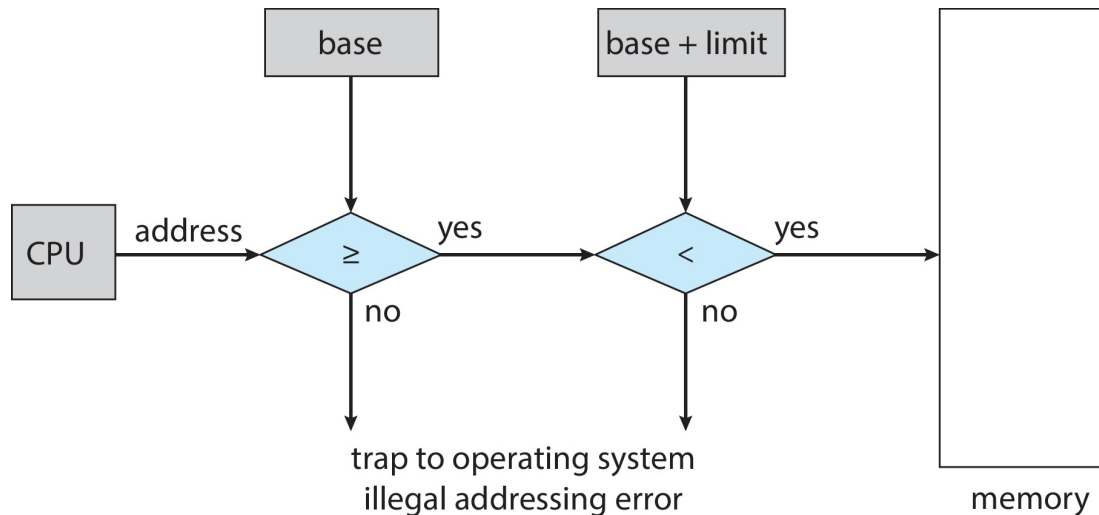 base
base + limit
CPU
address
≥
yes
<
yes
no
no
trap to operating system
illegal addressing error
memory